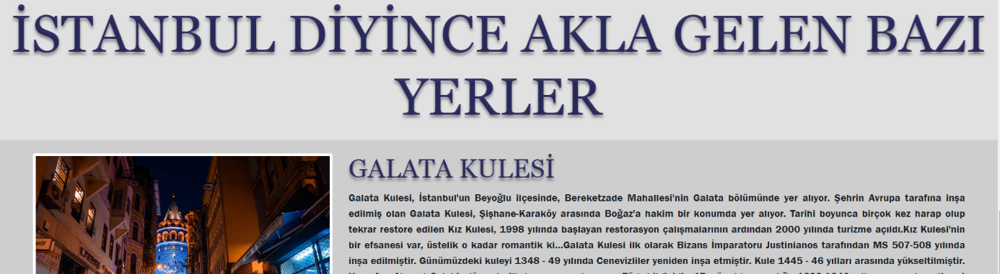 İSTANBUL DİYİNCE AKLA GELEN BAZI
YERLER
GALATA KULESİ
Galata Kulesi, İstanbul'un Beyoğlu ilçesinde, Bereketzade Mahallesi'nin Galata bölümünde yer alıyor. Şehrin Avrupa tarafına inşa
edilmiş olan Galata Kulesi, Şişhane-Karaköy arasında Boğaz'a hakim bir konumda yer alıyor. Tarihi boyunca birçok kez harap olup
tekrar restore edilen Kız Kulesi, 1998 yılında başlayan restorasyon çalışmalarının ardından 2000 yılında turizme açıldı.Kız Kulesi'nin
bir efsanesi var, üstelik o kadar romantik ki...Galata Kulesi ilk olarak Bizans İmparatoru Justinianos tarafından MS 507-508 yılında
inşa edilmiştir. Günümüzdeki kuleyi 1348 - 49 yılında Cenevizliler yeniden inşa etmiştir. Kule 1445 - 46 yılları arasında yükseltilmiştir.